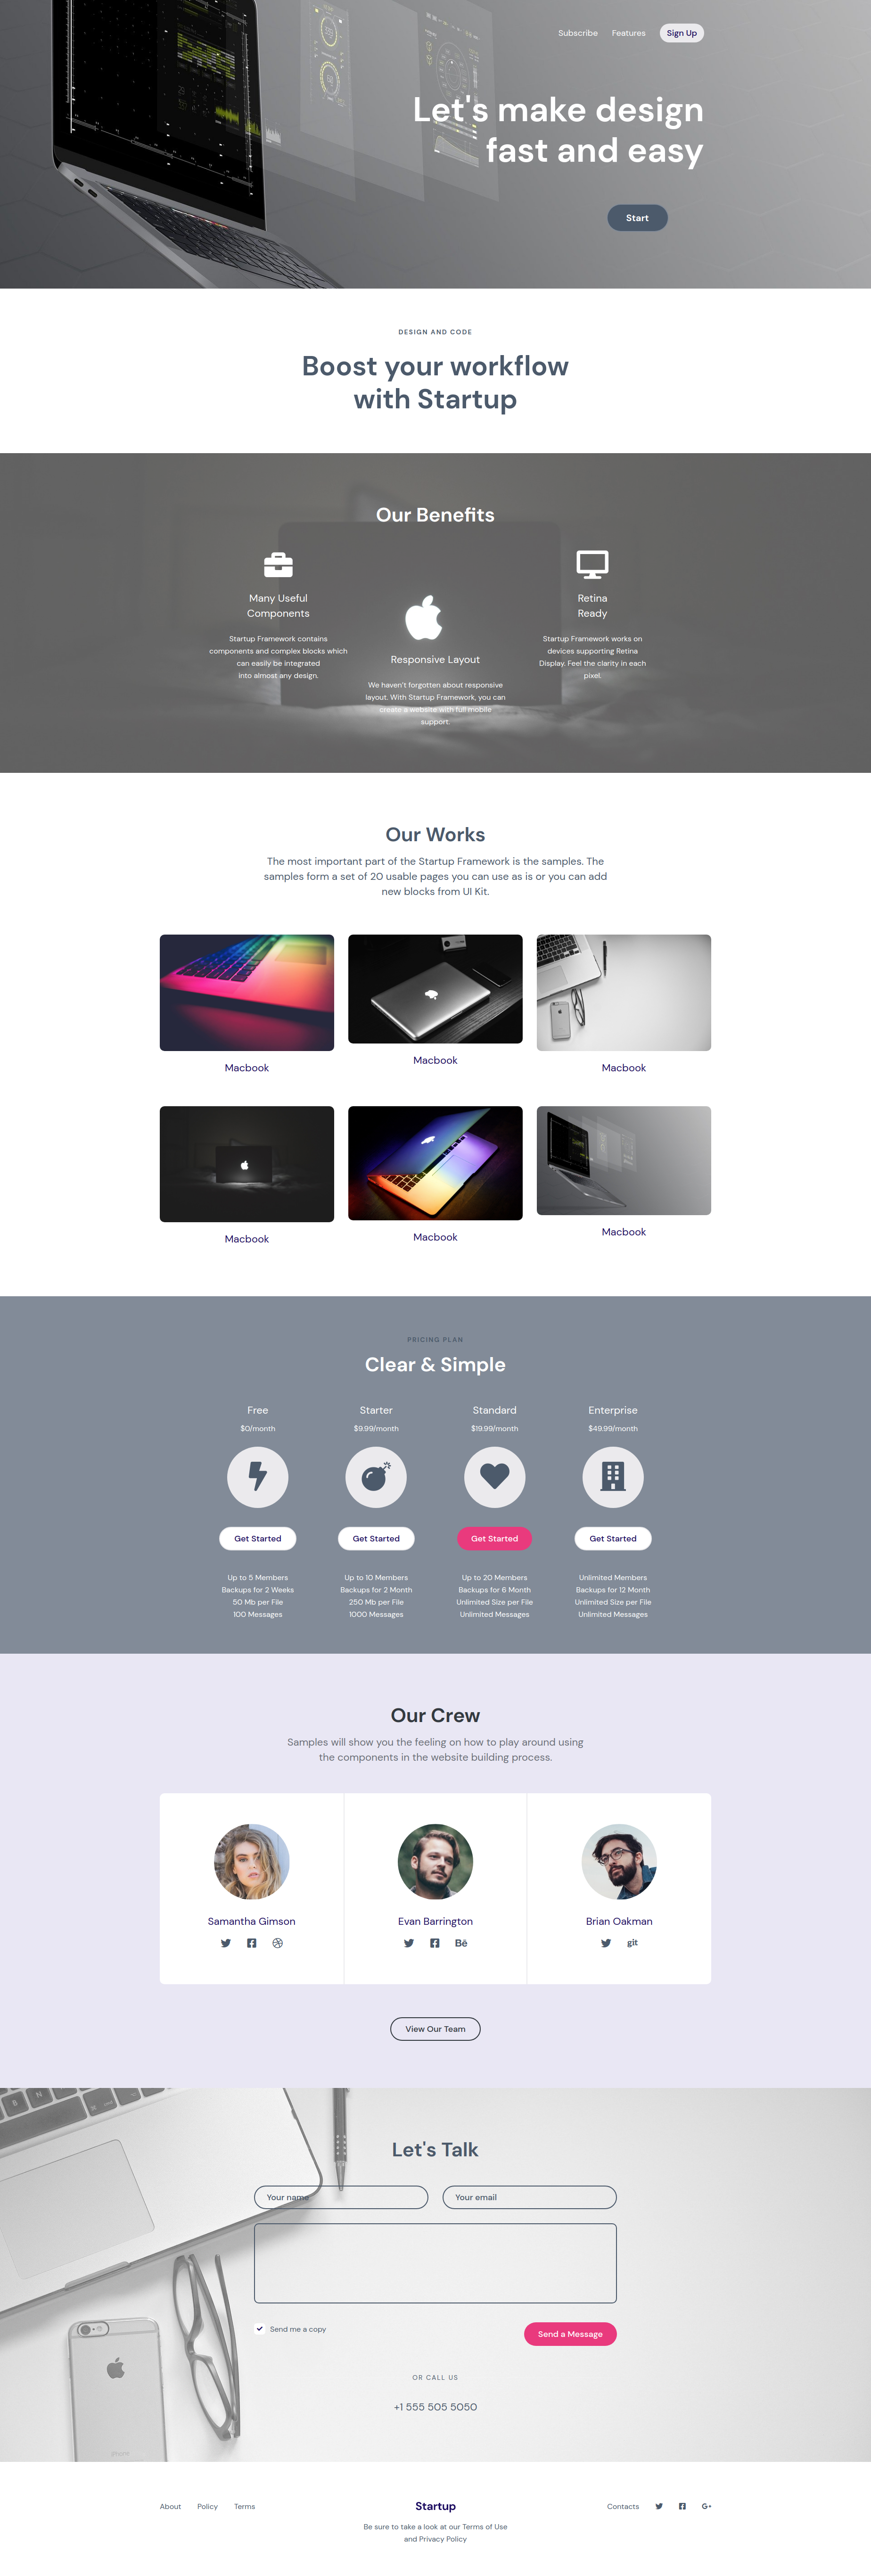 Subscribe Features Sign Up
Let's make design
fast and easy
Start
DESIGN AND CODE
Boost your workflow
with Startup
Our Benefits
Many Useful
Components
Startup Framework contains
components and complex blocks which
can easily be integrated
into almost any design.
Responsive Layout
We haven't forgotten about responsive
layout. With Startup Framework, you can
create a website with full mobile
support.
Retina
Ready
Startup Framework works on
devices supporting Retina
Display. Feel the clarity in each
pixel.
Our Works
The most important part of the Startup Framework is the samples. The
samples form a set of 20 usable pages you can use as is or you can add
new blocks from UI Kit.
Macbook
Macbook
Macbook
Macbook
Macbook
Macbook
PRICING PLAN
Clear & Simple
Free
$0/month
Get Started
Up to 5 Members
Backups for 2 Weeks
50 Mb per File
100 Messages
Starter
$9.99/month
Get Started
Up to 10 Members
Backups for 2 Month
250 Mb per File
1000 Messages
Standard
$19.99/month
Get Started
Up to 20 Members
Backups for 6 Month
Unlimited Size per File
Unlimited Messages
Enterprise
$49.99/month
Get Started
Unlimited Members
Backups for 12 Month
Unlimited Size per File
Unlimited Messages
Our Crew
Samples will show you the feeling on how to play around using
the components in the website building process.
Samantha Gimson
Evan Barrington
Bē
Brian Oakman
git
View Our Team
Let's Talk
Your name
Your email
Send me a copy
Send a Message
OR CALL US
+1 555 505 5050
About Policy Terms
Startup
Be sure to take a look at our Terms of Use
and Privacy Policy
Contacts G+